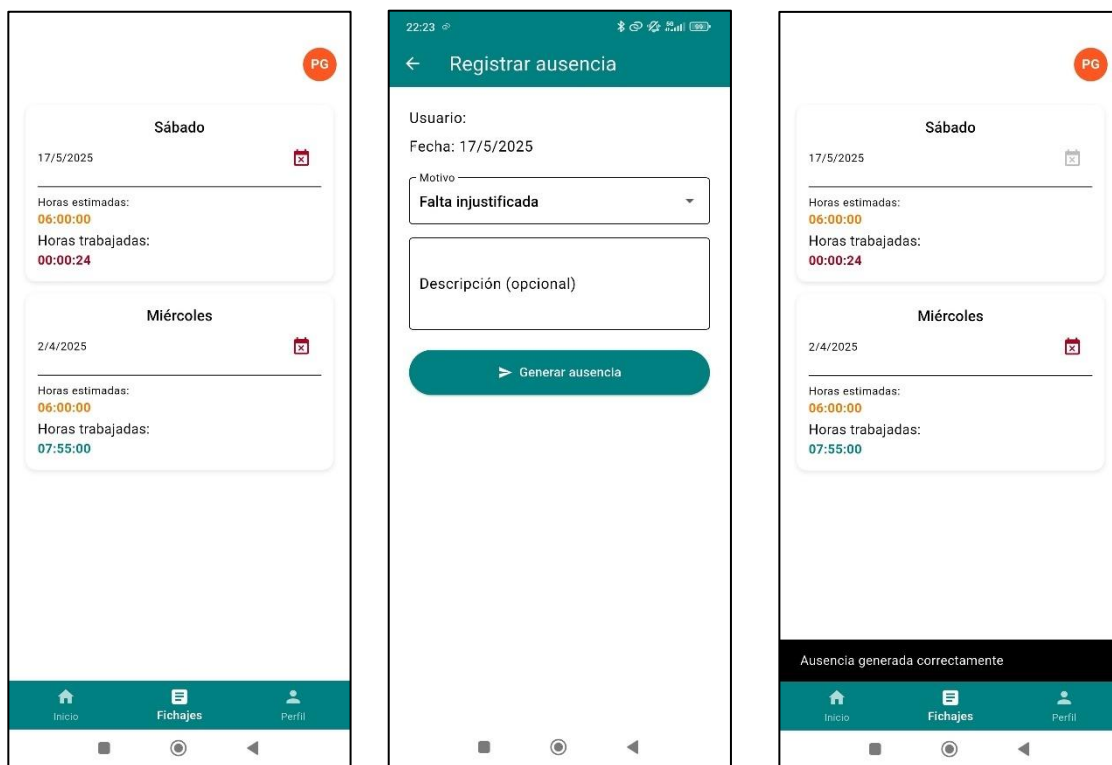 PG
Sábado
17/5/2025
Horas estimadas:
06:00:00
Horas trabajadas:
00:00:24
Miércoles
2/4/2025
Horas estimadas:
06:00:00
Horas trabajadas:
07:55:00
Inicio
Fichajes
Perfil
22:23
5G
99
Registrar ausencia
Usuario:
Fecha: 17/5/2025
Motivo
Falta injustificada
Descripción (opcional)
Generar ausencia
PG
Sábado
17/5/2025
Horas estimadas:
06:00:00
Horas trabajadas:
00:00:24
Miércoles
2/4/2025
Horas estimadas:
06:00:00
Horas trabajadas:
07:55:00
Ausencia generada correctamente
Inicio
Fichajes
Perfil